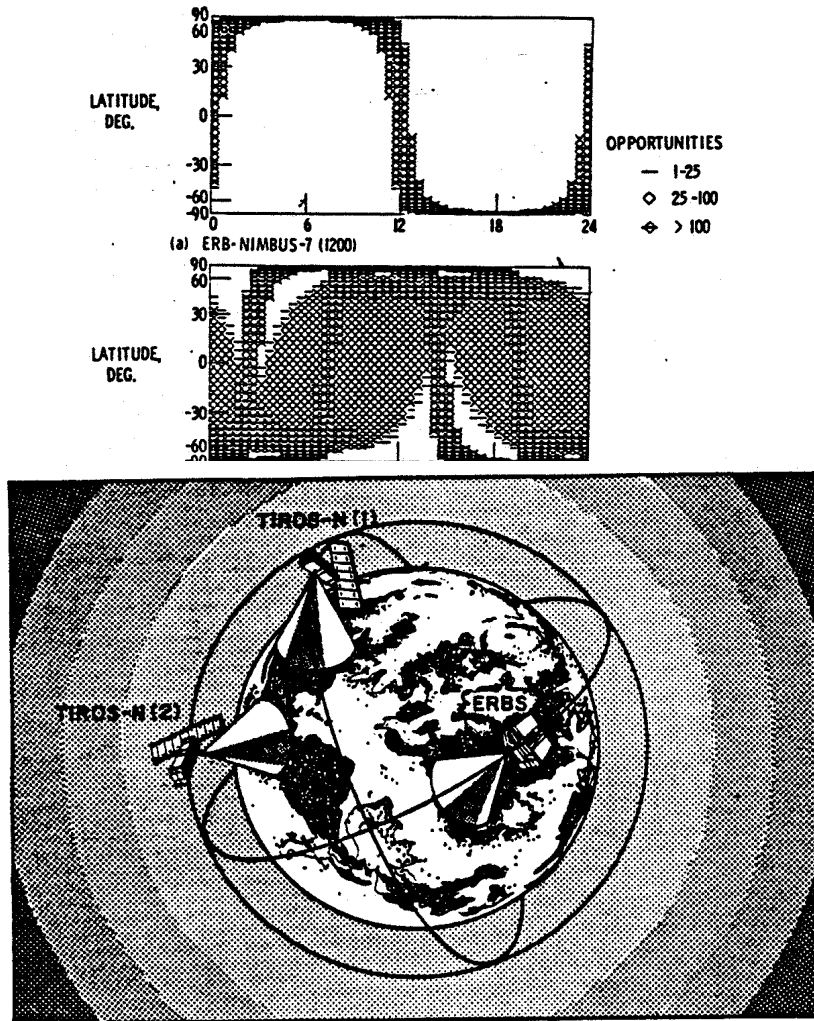 90
60
30
0
-30
-60
-90
LATITUDE,
DEG.
0 6 12 18 24
OPPORTUNITIES
1-25
25-100
> 100
(a) ERB-NIMBUS-7 (1200)
90
60
30
0
-30
-60
-90
LATITUDE,
DEG.
TIROS-N(1)
TIROS-N(2)
ERBS